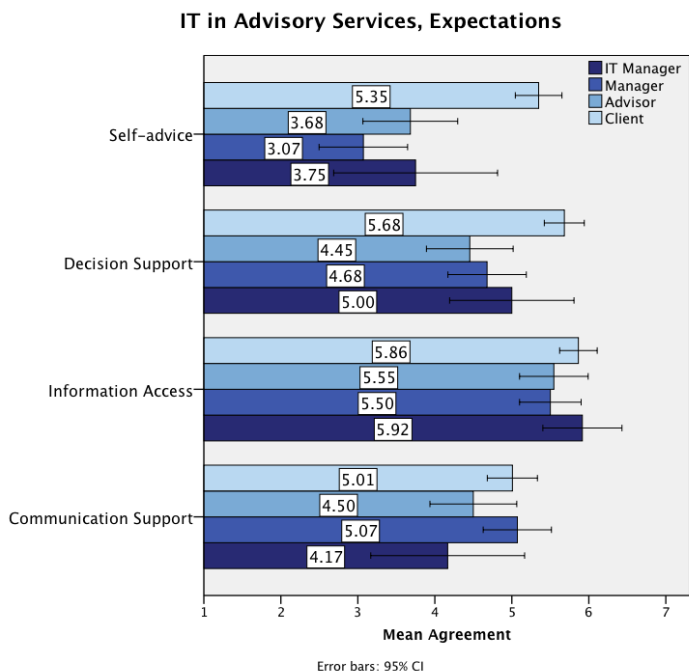 IT in Advisory Services, Expectations
IT Manager
Manager
Advisor
Client
Self-advice
5.35
3.68
3.07
3.75
Decision Support
5.68
4.45
4.68
5.00
Information Access
5.86
5.55
5.50
5.92
Communication Support
5.01
4.50
5.07
4.17
1 2 3 4 5 6 7
Mean Agreement
Error bars: 95% CI